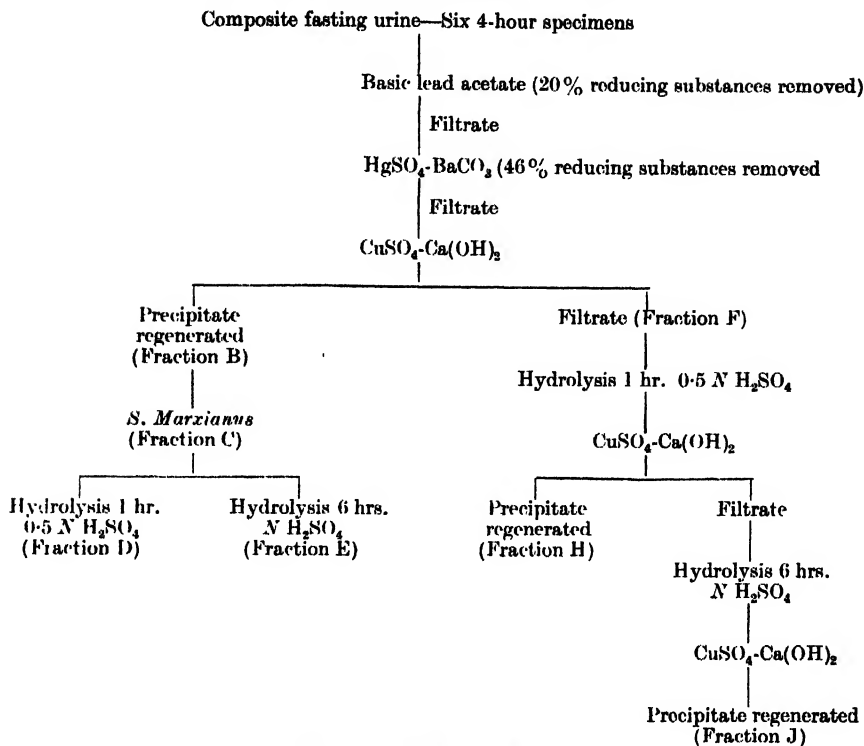 Composite fasting urine—Six 4-hour specimens
Basic lead acetate (20% reducing substances removed)
Filtrate
HgSO₄-BaCO₃ (46% reducing substances removed
Filtrate
CuSO₄-Ca(OH)₂
Precipitate
regenerated
(Fraction B)
S. Marxianus
(Fraction C)
Hydrolysis 1 hr.
0·5 N H₂SO₄
(Fraction D)
Hydrolysis 6 hrs.
N H₂SO₄
(Fraction E)
Filtrate (Fraction F)
Hydrolysis 1 hr. 0·5 N H₂SO₄
CuSO₄-Ca(OH)₂
Precipitate
regenerated
(Fraction H)
Filtrate
Hydrolysis 6 hrs.
N H₂SO₄
CuSO₄-Ca(OH)₂
Precipitate regenerated
(Fraction J)